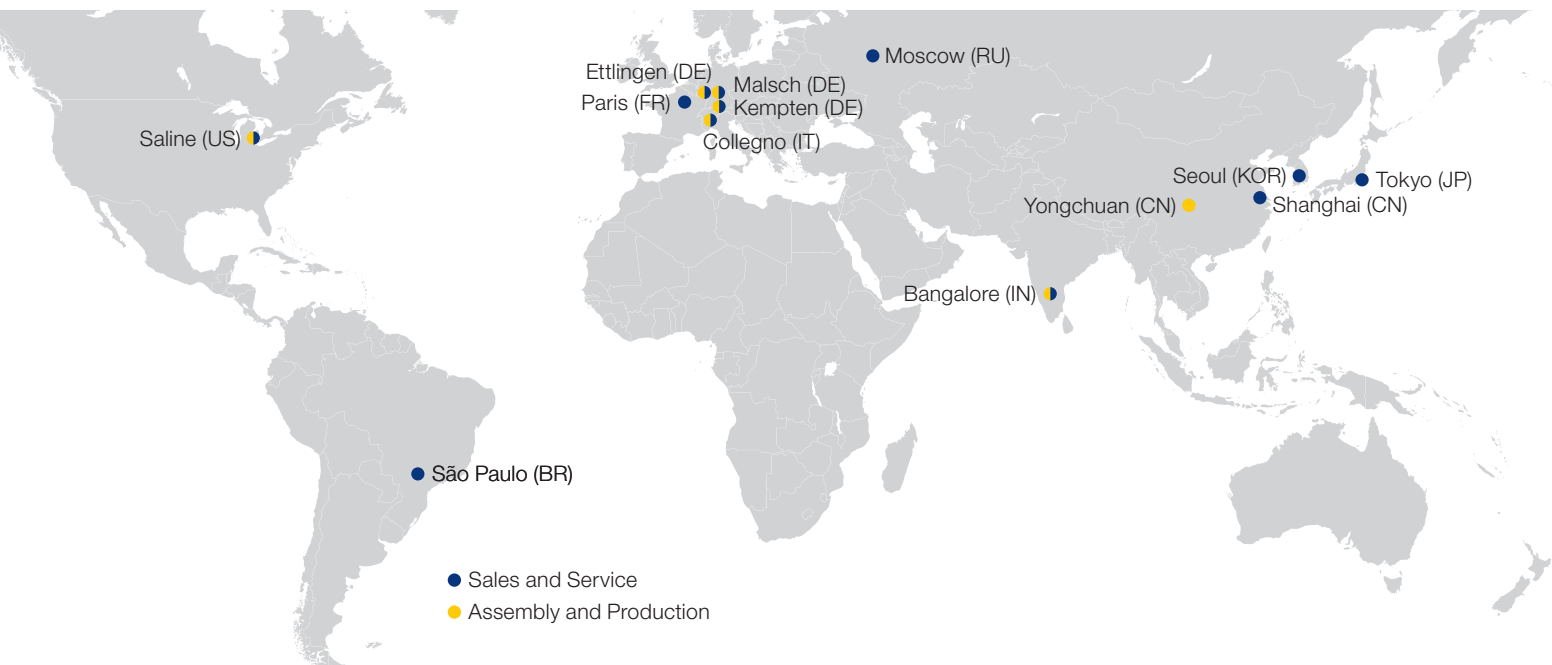 Moscow (RU)
Ettlingen (DE)
Malsch (DE)
Paris (FR)
Kempten (DE)
Saline (US)
Collegno (IT)
Seoul (KOR)
Tokyo (JP)
Yongchuan (CN)
Shanghai (CN)
Bangalore (IN)
São Paulo (BR)
Sales and Service
Assembly and Production